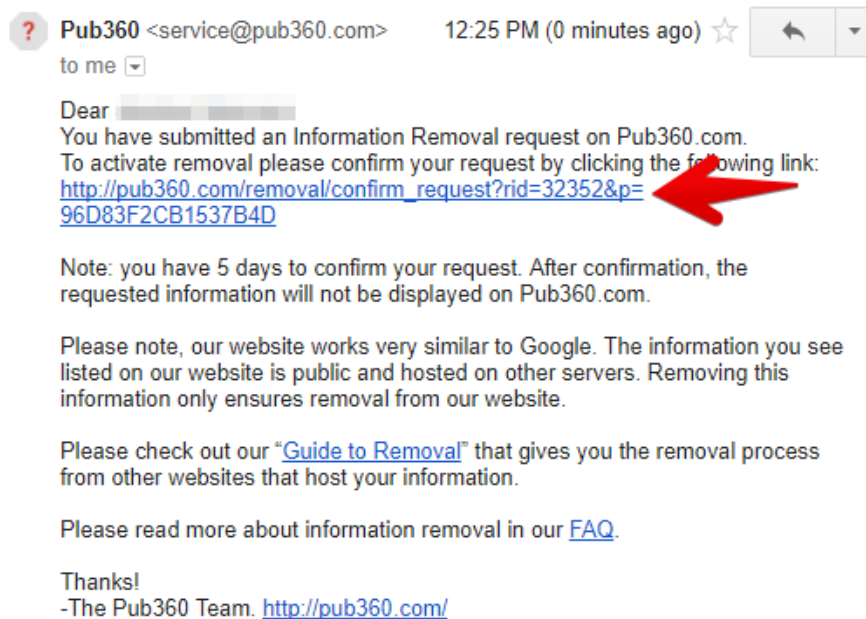 Pub360 <service@pub360.com> 12:25 PM (0 minutes ago)
to me
Dear
You have submitted an Information Removal request on Pub360.com.
To activate removal please confirm your request by clicking the following link:
http://pub360.com/removal/confirm_request?rid=32352&p=
96D83F2CB1537B4D
Note: you have 5 days to confirm your request. After confirmation, the
requested information will not be displayed on Pub360.com.
Please note, our website works very similar to Google. The information you see
listed on our website is public and hosted on other servers. Removing this
information only ensures removal from our website.
Please check out our “Guide to Removal” that gives you the removal process
from other websites that host your information.
Please read more about information removal in our FAQ.
Thanks!
-The Pub360 Team. http://pub360.com/